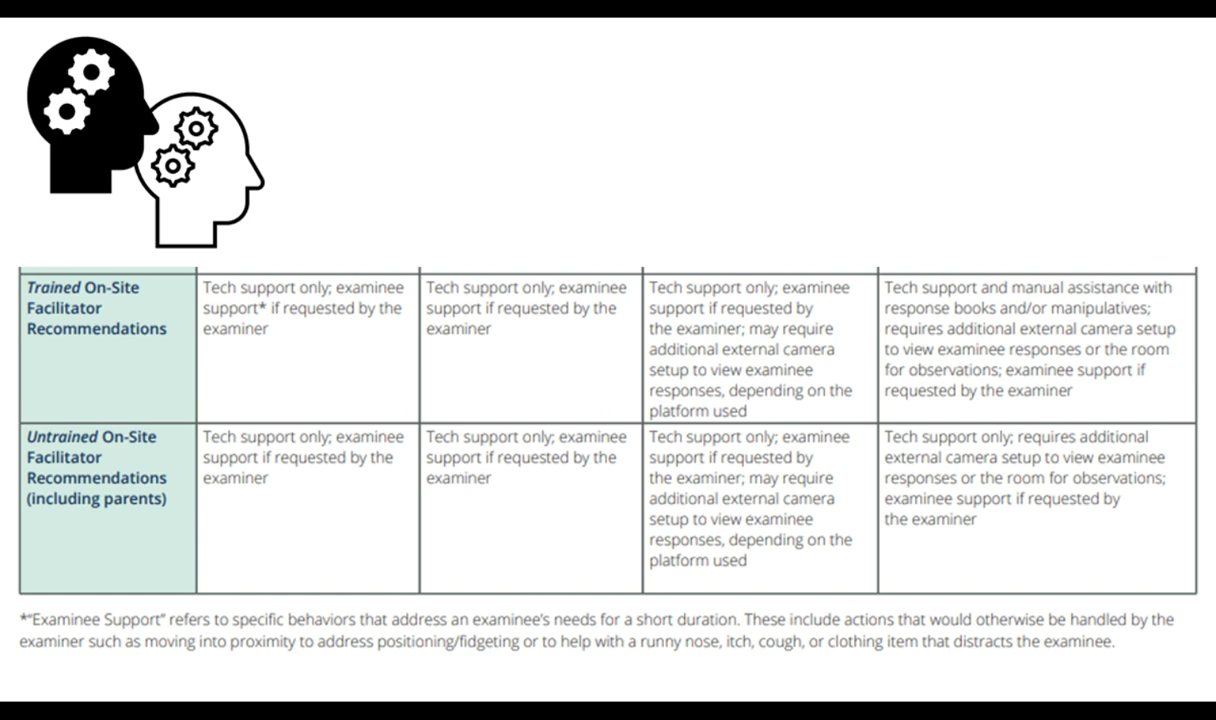 Trained On-Site
Facilitator
Recommendations
Tech support only; examinee
support* if requested by the
examiner
Tech support only; examinee
support if requested by the
examiner
Tech support only; examinee
support if requested by
the examiner; may require
additional external camera
setup to view examinee
responses, depending on the
platform used
Tech support and manual assistance with
response books and/or manipulatives;
requires additional external camera setup
to view examinee responses or the room
for observations; examinee support if
requested by the examiner
Untrained On-Site
Facilitator
Recommendations
(including parents)
Tech support only; examinee
support if requested by the
examiner
Tech support only; examinee
support if requested by the
examiner
Tech support only; examinee
support if requested by
the examiner; may require
additional external camera
setup to view examinee
responses, depending on the
platform used
Tech support only; requires additional
external camera setup to view examinee
responses or the room for observations;
examinee support if requested by
the examiner
*“Examinee Support” refers to specific behaviors that address an examinee’s needs for a short duration. These include actions that would otherwise be handled by the
examiner such as moving into proximity to address positioning/fidgeting or to help with a runny nose, itch, cough, or clothing item that distracts the examinee.